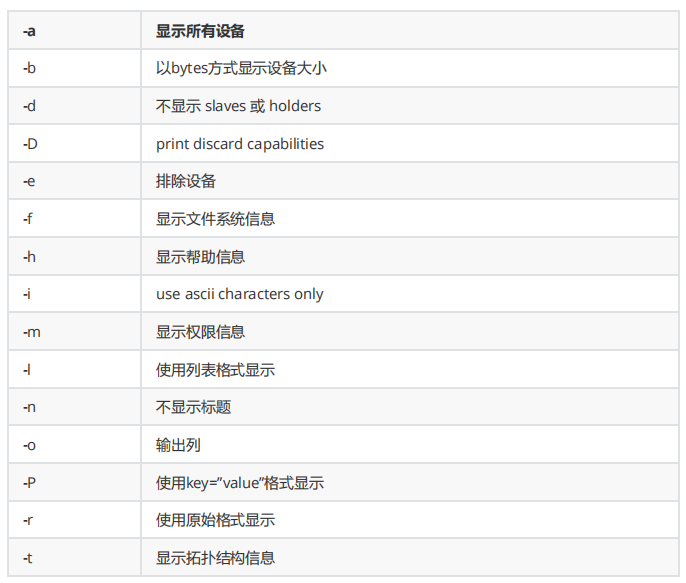 -a 显示所有设备
-b 以bytes方式显示设备大小
-d 不显示 slaves 或 holders
-D print discard capabilities
-e 排除设备
-f 显示文件系统信息
-h 显示帮助信息
-i use ascii characters only
-m 显示权限信息
-l 使用列表格式显示
-n 不显示标题
-o 输出列
-P 使用key=”value”格式显示
-r 使用原始格式显示
-t 显示拓扑结构信息